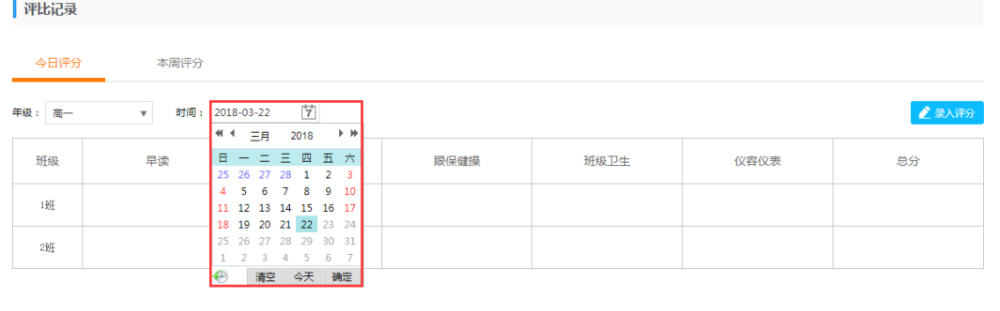 评比记录
今日评分 本周评分
年级： 高一 时间： 2018-03-22 7 录入评分
三月 2018
班级 早读 眼保健操 班级卫生 仪容仪表 总分
日 一 二 三 四 五 六
25 26 27 28 1 2 3
4 5 6 7 8 9 10
1班
11 12 13 14 15 16 17
18 19 20 21 22 23 24
25 26 27 28 29 30 31
2班
1 2 3 4 5 6 7
清空 今天 确定